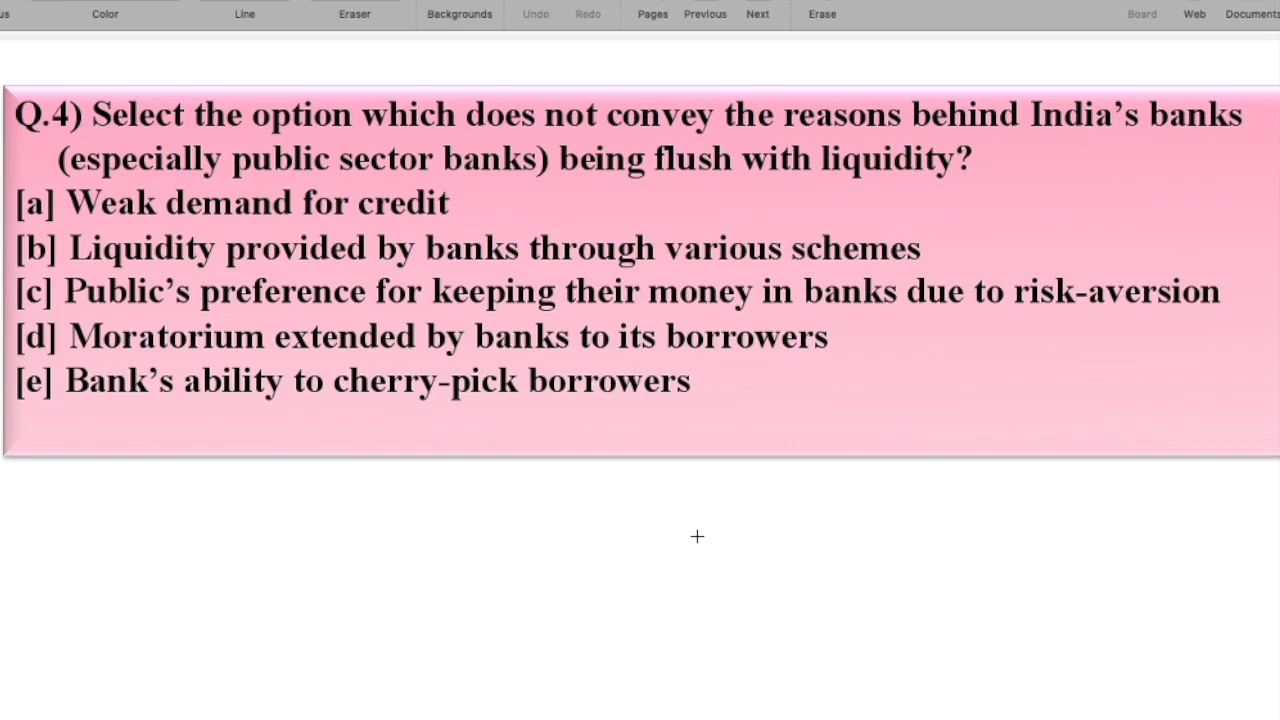 us Color Line Eraser Backgrounds Undo Redo Pages Previous Next Erase Board Web Documents
Q.4) Select the option which does not convey the reasons behind India’s banks
(especially public sector banks) being flush with liquidity?
[a] Weak demand for credit
[b] Liquidity provided by banks through various schemes
[c] Public’s preference for keeping their money in banks due to risk-aversion
[d] Moratorium extended by banks to its borrowers
[e] Bank’s ability to cherry-pick borrowers